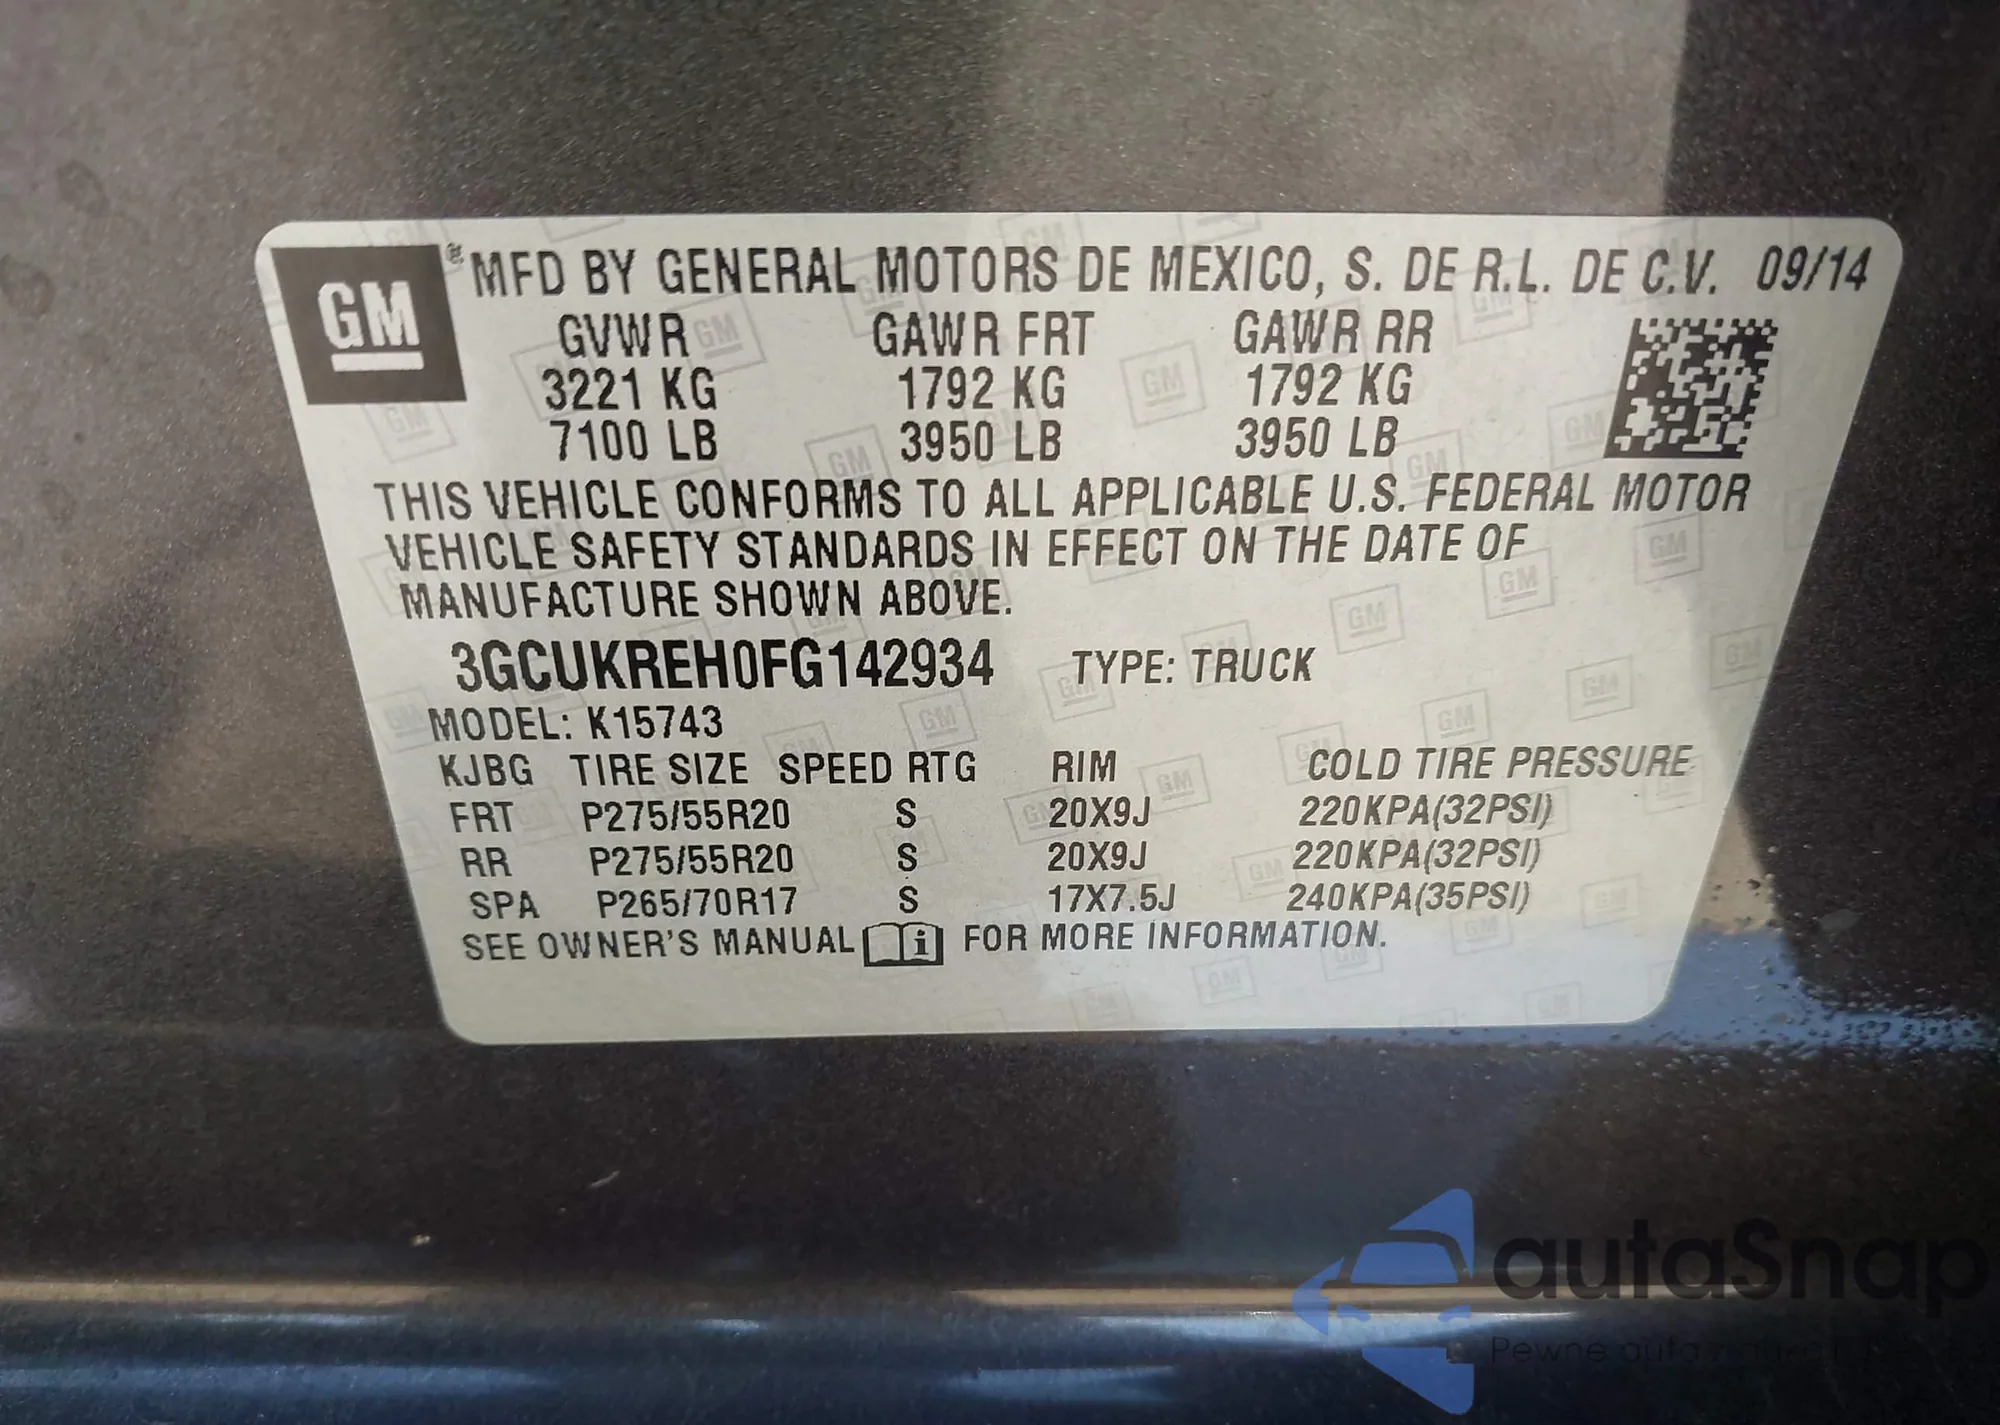 GM ® MFD BY GENERAL MOTORS DE MEXICO, S. DE R.L. DE C.V. 09/14
GVWR GAWR FRT GAWR RR
3221 KG 1792 KG 1792 KG
7100 LB 3950 LB 3950 LB
THIS VEHICLE CONFORMS TO ALL APPLICABLE U.S. FEDERAL MOTOR
VEHICLE SAFETY STANDARDS IN EFFECT ON THE DATE OF
MANUFACTURE SHOWN ABOVE.
3GCUKREH0FG142934 TYPE: TRUCK
MODEL: K15743
KJBG TIRE SIZE SPEED RTG RIM COLD TIRE PRESSURE
FRT P275/55R20 S 20X9J 220KPA(32PSI)
RR P275/55R20 S 20X9J 220KPA(32PSI)
SPA P265/70R17 S 17X7.5J 240KPA(35PSI)
SEE OWNER'S MANUAL i FOR MORE INFORMATION.
autaSnap
Pewne auta